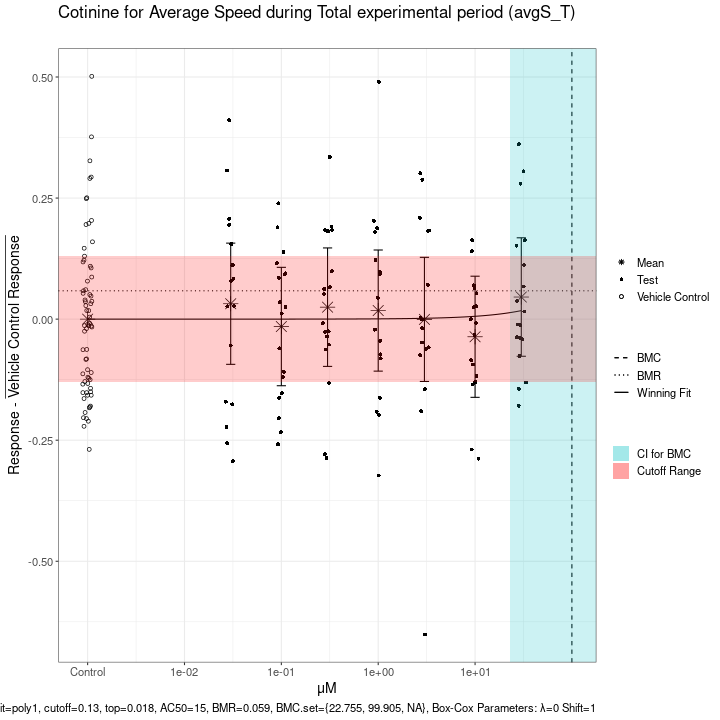 Cotinine for Average Speed during Total experimental period (avgS_T)
Response - Vehicle Control Response
0.50
0.25
0.00
-0.25
-0.50
Control
1e-02
1e-01
1e+00
1e+01
μM
Mean
Test
Vehicle Control
BMC
BMR
Winning Fit
CI for BMC
Cutoff Range
it=poly1, cutoff=0.13, top=0.018, AC50=15, BMR=0.059, BMC.set={22.755, 99.905, NA}, Box-Cox Parameters: λ=0 Shift=1